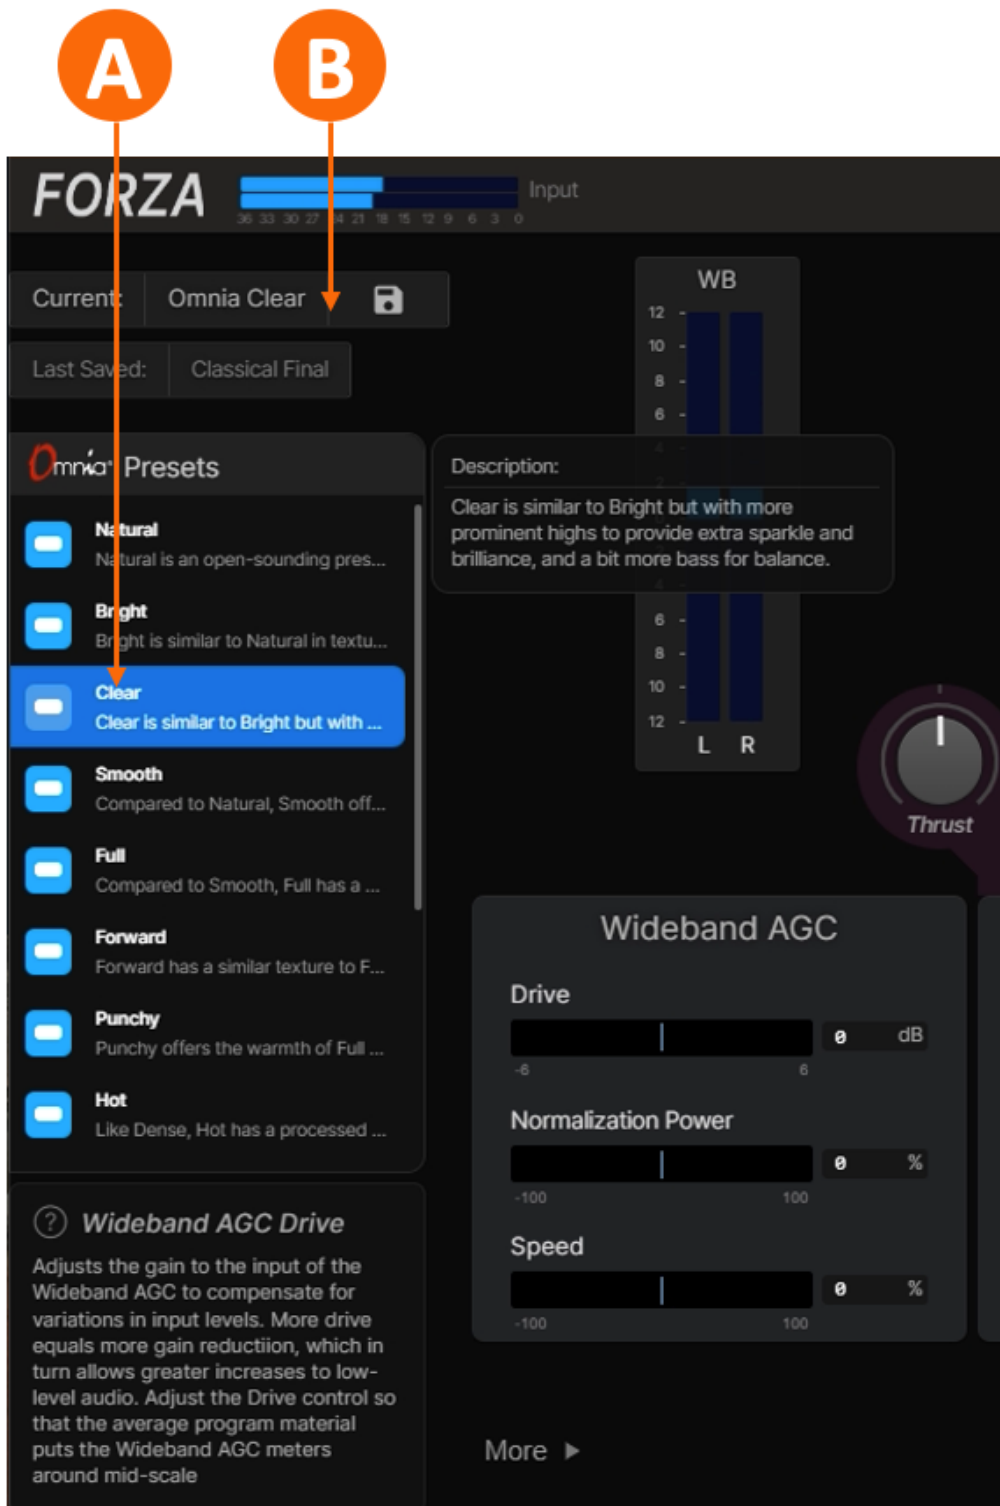 A
B
FORZA
Input
36 33 30 27 24 21 18 15 12 9 6 3 0
Current:
Omnia Clear
Last Saved:
Classical Final
Omnia Presets
Natural
Natural is an open-sounding pres...
Bright
Bright is similar to Natural in textu...
Clear
Clear is similar to Bright but with ...
Smooth
Compared to Natural, Smooth off...
Full
Compared to Smooth, Full has a ...
Forward
Forward has a similar texture to F...
Punchy
Punchy offers the warmth of Full ...
Hot
Like Dense, Hot has a processed ...
? Wideband AGC Drive
Adjusts the gain to the input of the
Wideband AGC to compensate for
variations in input levels. More drive
equals more gain reductiion, which in
turn allows greater increases to low-
level audio. Adjust the Drive control so
that the average program material
puts the Wideband AGC meters
around mid-scale
WB
12
10
8
6
4
2
0
Description:
Clear is similar to Bright but with more
prominent highs to provide extra sparkle and
brilliance, and a bit more bass for balance.
4
6
8
10
12
L R
Thrust
Wideband AGC
Drive
0 dB
-6 6
Normalization Power
0 %
-100 100
Speed
0 %
-100 100
More